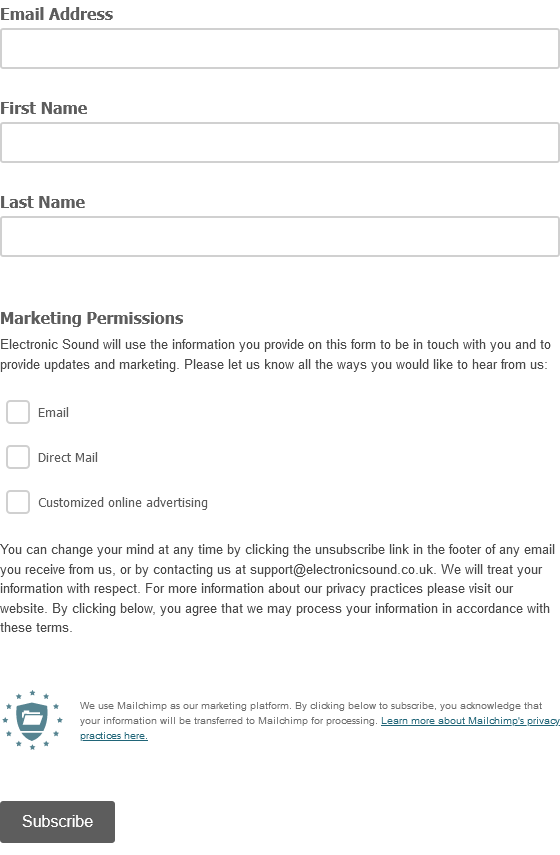 Email Address
First Name
Last Name
Marketing Permissions
Electronic Sound will use the information you provide on this form to be in touch with you and to
provide updates and marketing. Please let us know all the ways you would like to hear from us:
Email
Direct Mail
Customized online advertising
You can change your mind at any time by clicking the unsubscribe link in the footer of any email
you receive from us, or by contacting us at support@electronicsound.co.uk. We will treat your
information with respect. For more information about our privacy practices please visit our
website. By clicking below, you agree that we may process your information in accordance with
these terms.
We use Mailchimp as our marketing platform. By clicking below to subscribe, you acknowledge that
your information will be transferred to Mailchimp for processing. Learn more about Mailchimp's privacy
practices here.
Subscribe